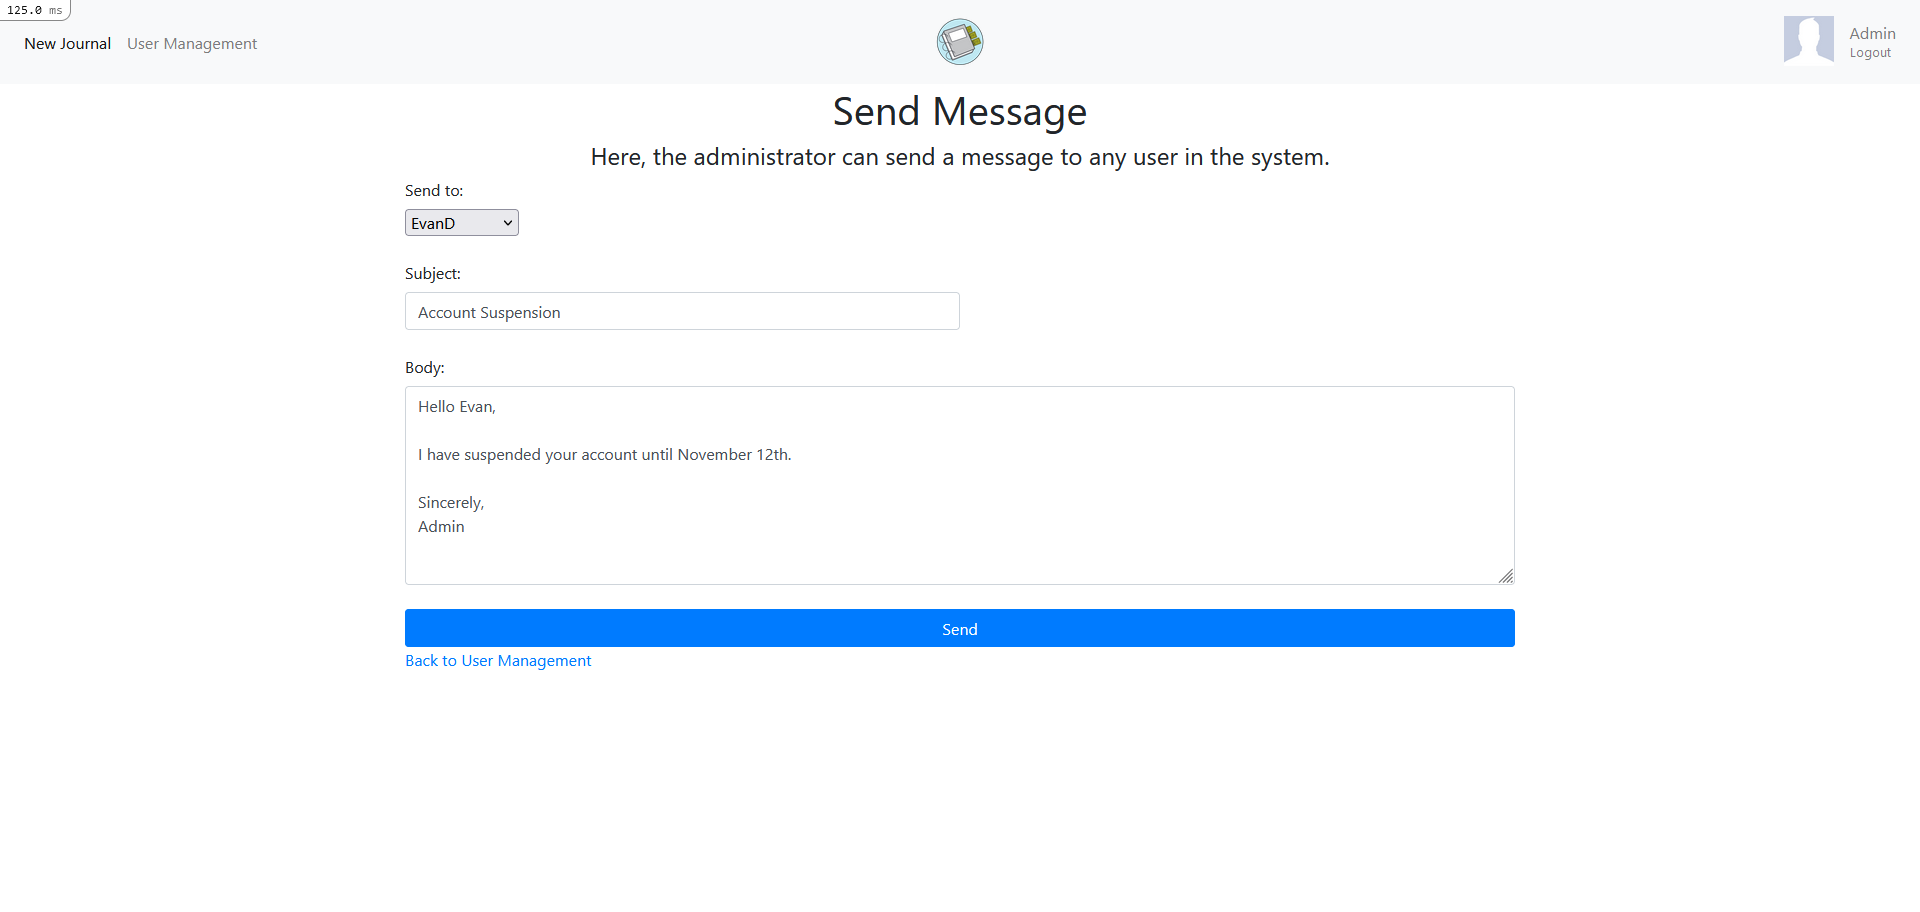 125.0 ms
New Journal User Management
Admin
Logout
Send Message
Here, the administrator can send a message to any user in the system.
Send to:
EvanD
Subject:
Account Suspension
Body:
Hello Evan,
I have suspended your account until November 12th.
Sincerely,
Admin
Send
Back to User Management